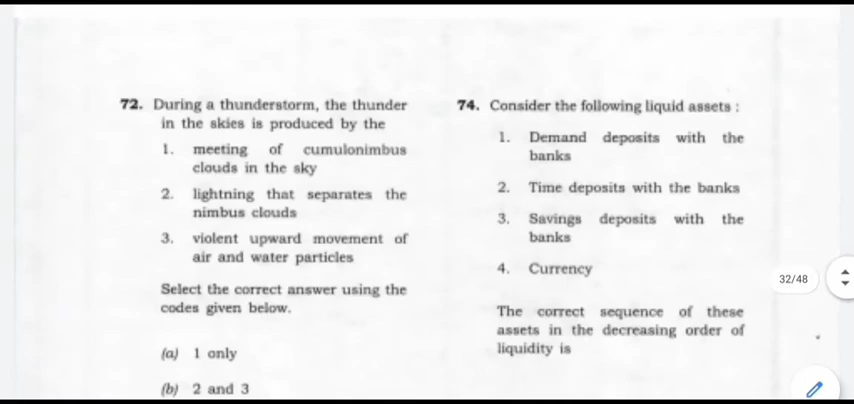 72. During a thunderstorm, the thunder
in the skies is produced by the
1. meeting of cumulonimbus
clouds in the sky
2. lightning that separates the
nimbus clouds
3. violent upward movement of
air and water particles
Select the correct answer using the
codes given below.
(a) 1 only
(b) 2 and 3
74. Consider the following liquid assets :
1. Demand deposits with the
banks
2. Time deposits with the banks
3. Savings deposits with the
banks
4. Currency
The correct sequence of these
assets in the decreasing order of
liquidity is
32/48